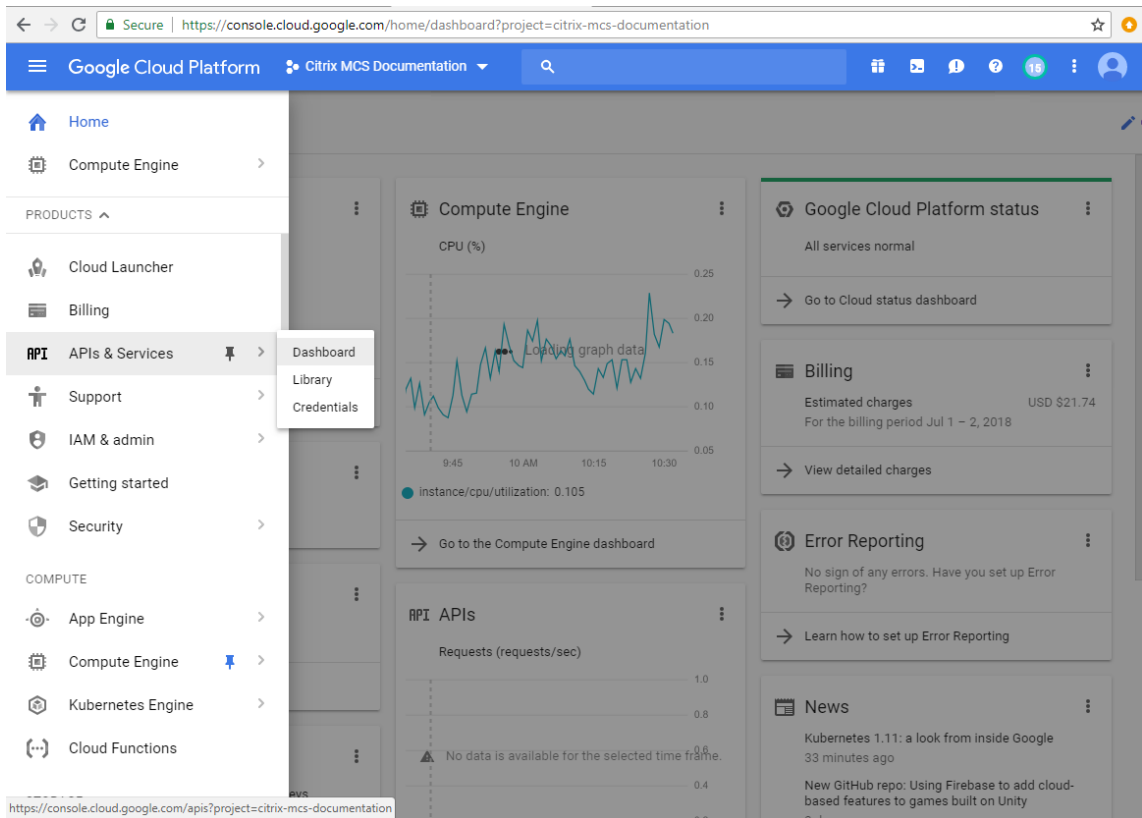 Secure | https://console.cloud.google.com/home/dashboard?project=citrix-mcs-documentation
Google Cloud Platform
Citrix MCS Documentation
15
Home
Compute Engine
PRODUCTS
Cloud Launcher
Billing
API APIs & Services
Support
IAM & admin
Getting started
Security
COMPUTE
App Engine
Compute Engine
Kubernetes Engine
Cloud Functions
Dashboard
Library
Credentials
Compute Engine
CPU (%)
0.25
0.20
Loading graph data
0.15
0.10
0.05
9:45 10 AM 10:15 10:30
instance/cpu/utilization: 0.105
Go to the Compute Engine dashboard
API APIs
Requests (requests/sec)
1.0
0.8
No data is available for the selected time frame.
0.6
0.4
Google Cloud Platform status
All services normal
Go to Cloud status dashboard
Billing
Estimated charges USD $21.74
For the billing period Jul 1 – 2, 2018
View detailed charges
Error Reporting
No sign of any errors. Have you set up Error
Reporting?
Learn how to set up Error Reporting
News
Kubernetes 1.11: a look from inside Google
33 minutes ago
New GitHub repo: Using Firebase to add cloud-
based features to games built on Unity
https://console.cloud.google.com/apis?project=citrix-mcs-documentation